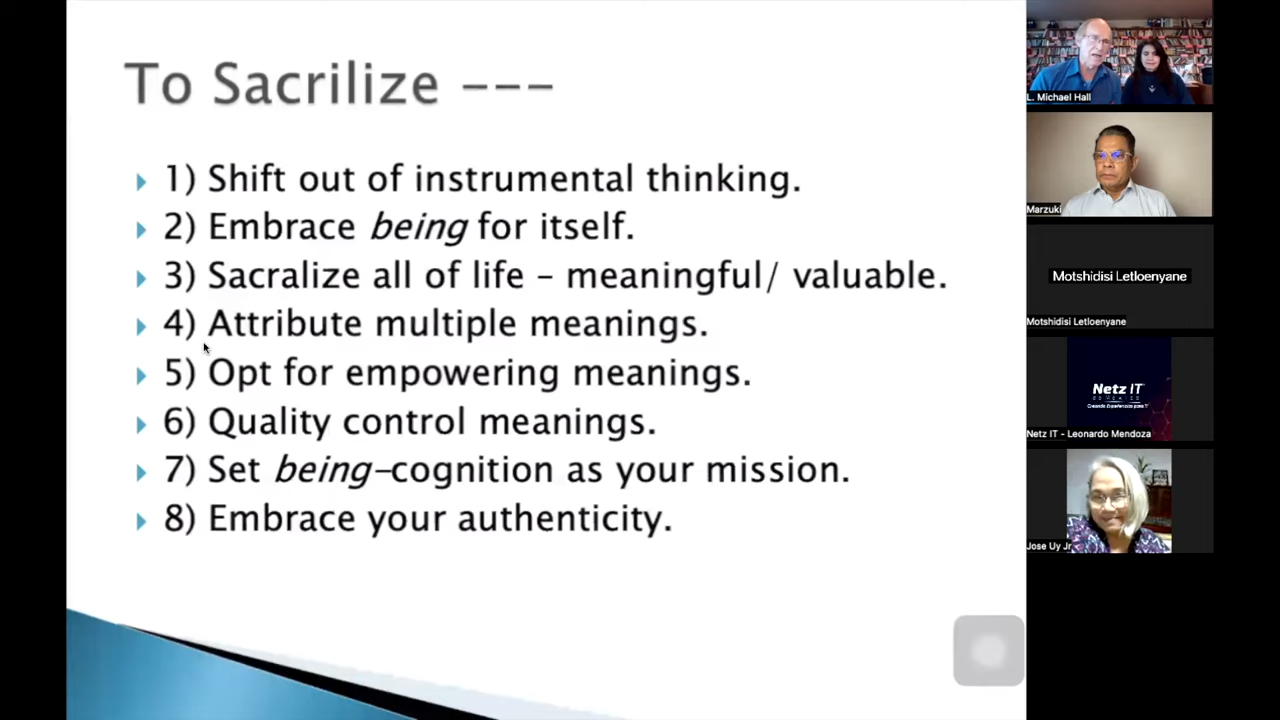 To Sacrilize ---
1) Shift out of instrumental thinking.
2) Embrace being for itself.
3) Sacralize all of life – meaningful/ valuable.
4) Attribute multiple meanings.
5) Opt for empowering meanings.
6) Quality control meanings.
7) Set being-cognition as your mission.
8) Embrace your authenticity.
L. Michael Hall
Marzuki
Motshidisi Letloenyane
Motshidisi Letloenyane
Netz IT
Netz IT - Leonardo Mendoza
Jose Uy Jr